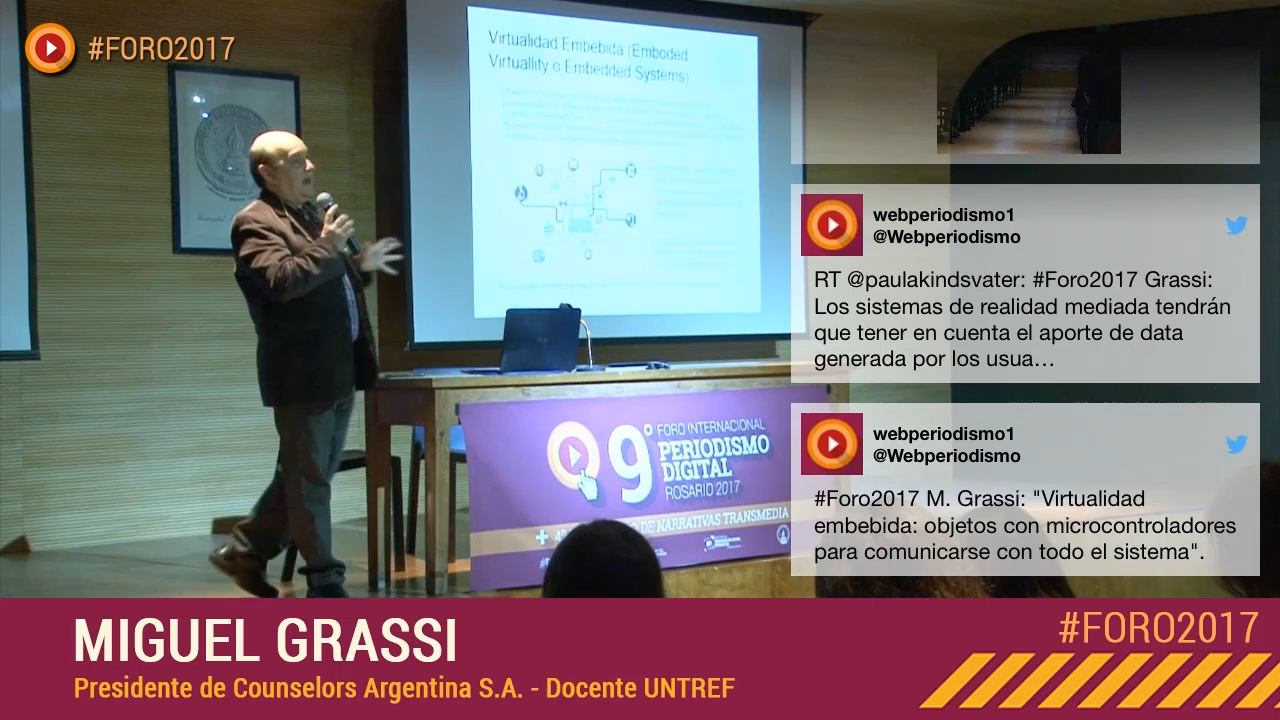 #FORO2017
Virtualidad Embebida (Emboded
Virtuallity o Embedded Systems)
webperiodismo1
@Webperiodismo
RT @paulakindsvater: #Foro2017 Grassi:
Los sistemas de realidad mediada tendrán
que tener en cuenta el aporte de data
generada por los usua…
webperiodismo1
@Webperiodismo
#Foro2017 M. Grassi: "Virtualidad
embebida: objetos con microcontroladores
para comunicarse con todo el sistema".
9° FORO INTERNACIONAL
PERIODISMO
DIGITAL
ROSARIO 2017
+ DE NARRATIVAS TRANSMEDIA
MIGUEL GRASSI
Presidente de Counselors Argentina S.A. - Docente UNTREF
#FORO2017